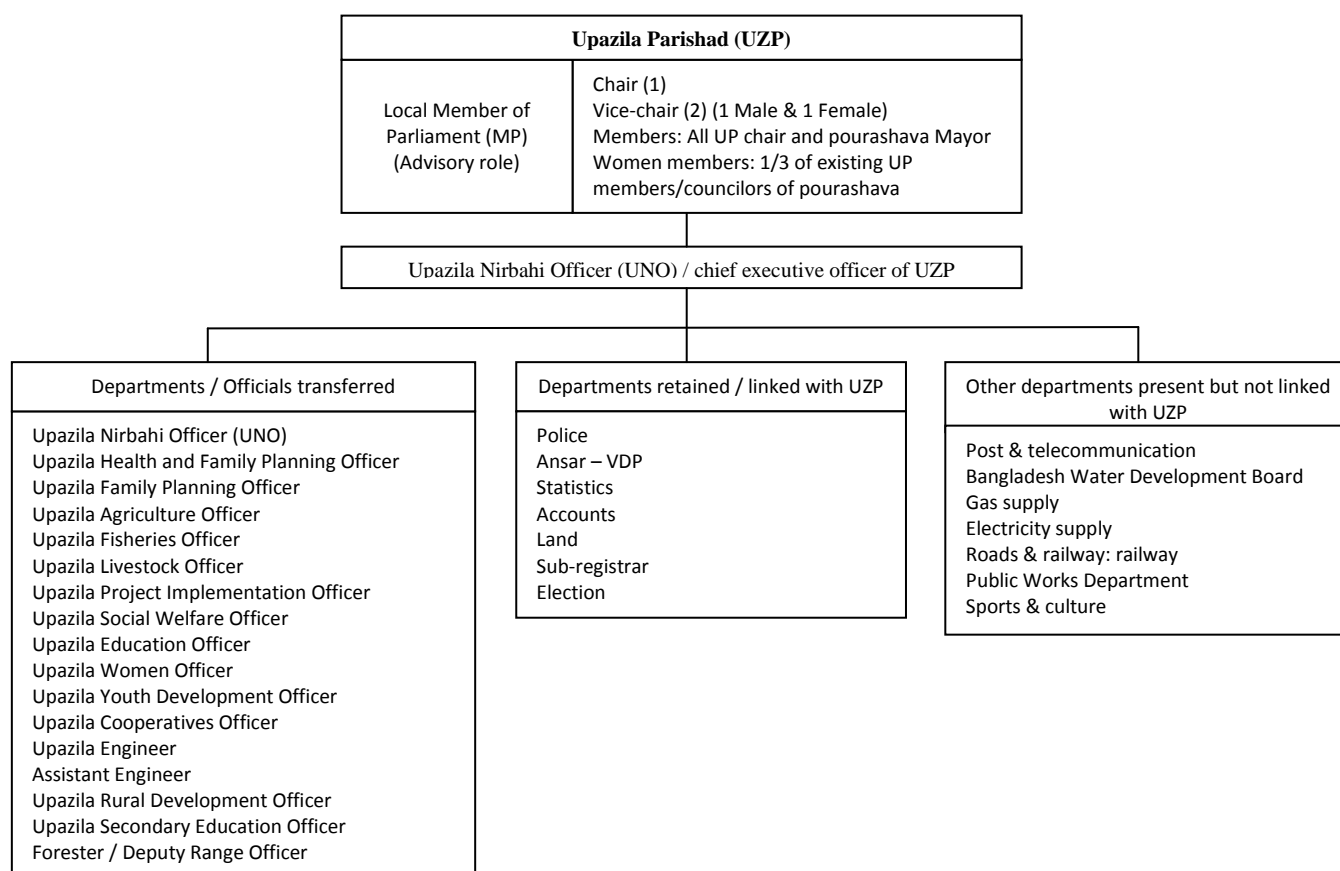 Upazila Parishad (UZP)
Local Member of
Parliament (MP)
(Advisory role)
Chair (1)
Vice-chair (2) (1 Male & 1 Female)
Members: All UP chair and pourashava Mayor
Women members: 1/3 of existing UP
members/councilors of pourashava
Upazila Nirbahi Officer (UNO) / chief executive officer of UZP
Departments / Officials transferred
Upazila Nirbahi Officer (UNO)
Upazila Health and Family Planning Officer
Upazila Family Planning Officer
Upazila Agriculture Officer
Upazila Fisheries Officer
Upazila Livestock Officer
Upazila Project Implementation Officer
Upazila Social Welfare Officer
Upazila Education Officer
Upazila Women Officer
Upazila Youth Development Officer
Upazila Cooperatives Officer
Upazila Engineer
Assistant Engineer
Upazila Rural Development Officer
Upazila Secondary Education Officer
Forester / Deputy Range Officer
Departments retained / linked with UZP
Police
Ansar – VDP
Statistics
Accounts
Land
Sub-registrar
Election
Other departments present but not linked
with UZP
Post & telecommunication
Bangladesh Water Development Board
Gas supply
Electricity supply
Roads & railway: railway
Public Works Department
Sports & culture